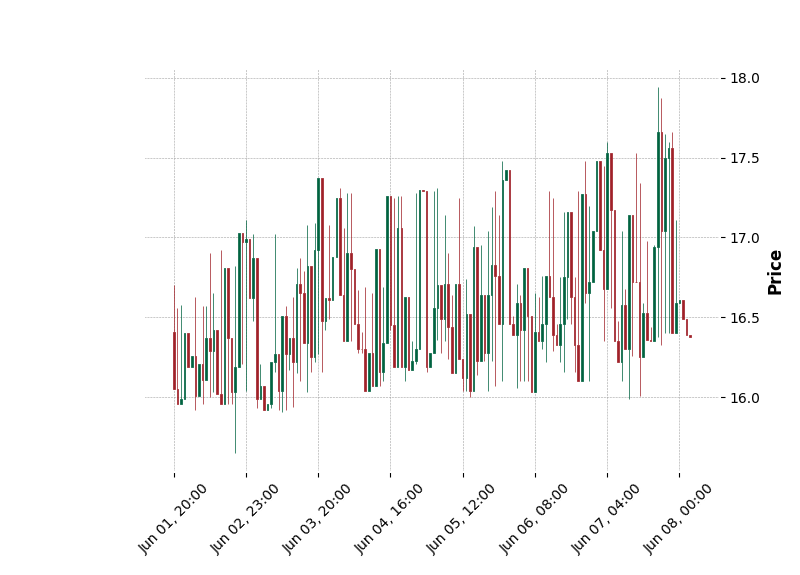 18.0
17.5
17.0
16.5
16.0
Price
Jun 01, 20:00
Jun 02, 23:00
Jun 03, 20:00
Jun 04, 16:00
Jun 05, 12:00
Jun 06, 08:00
Jun 07, 04:00
Jun 08, 00:00